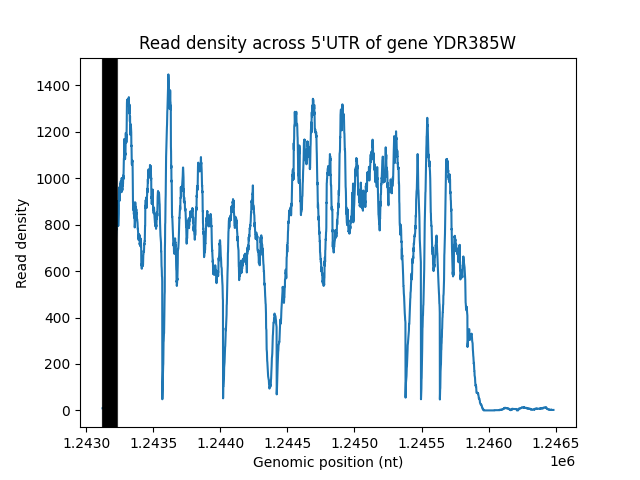 Read density across 5'UTR of gene YDR385W
Read density
1400
1200
1000
800
600
400
200
0
1.2430 1.2435 1.2440 1.2445 1.2450 1.2455 1.2460 1.2465
1e6
Genomic position (nt)